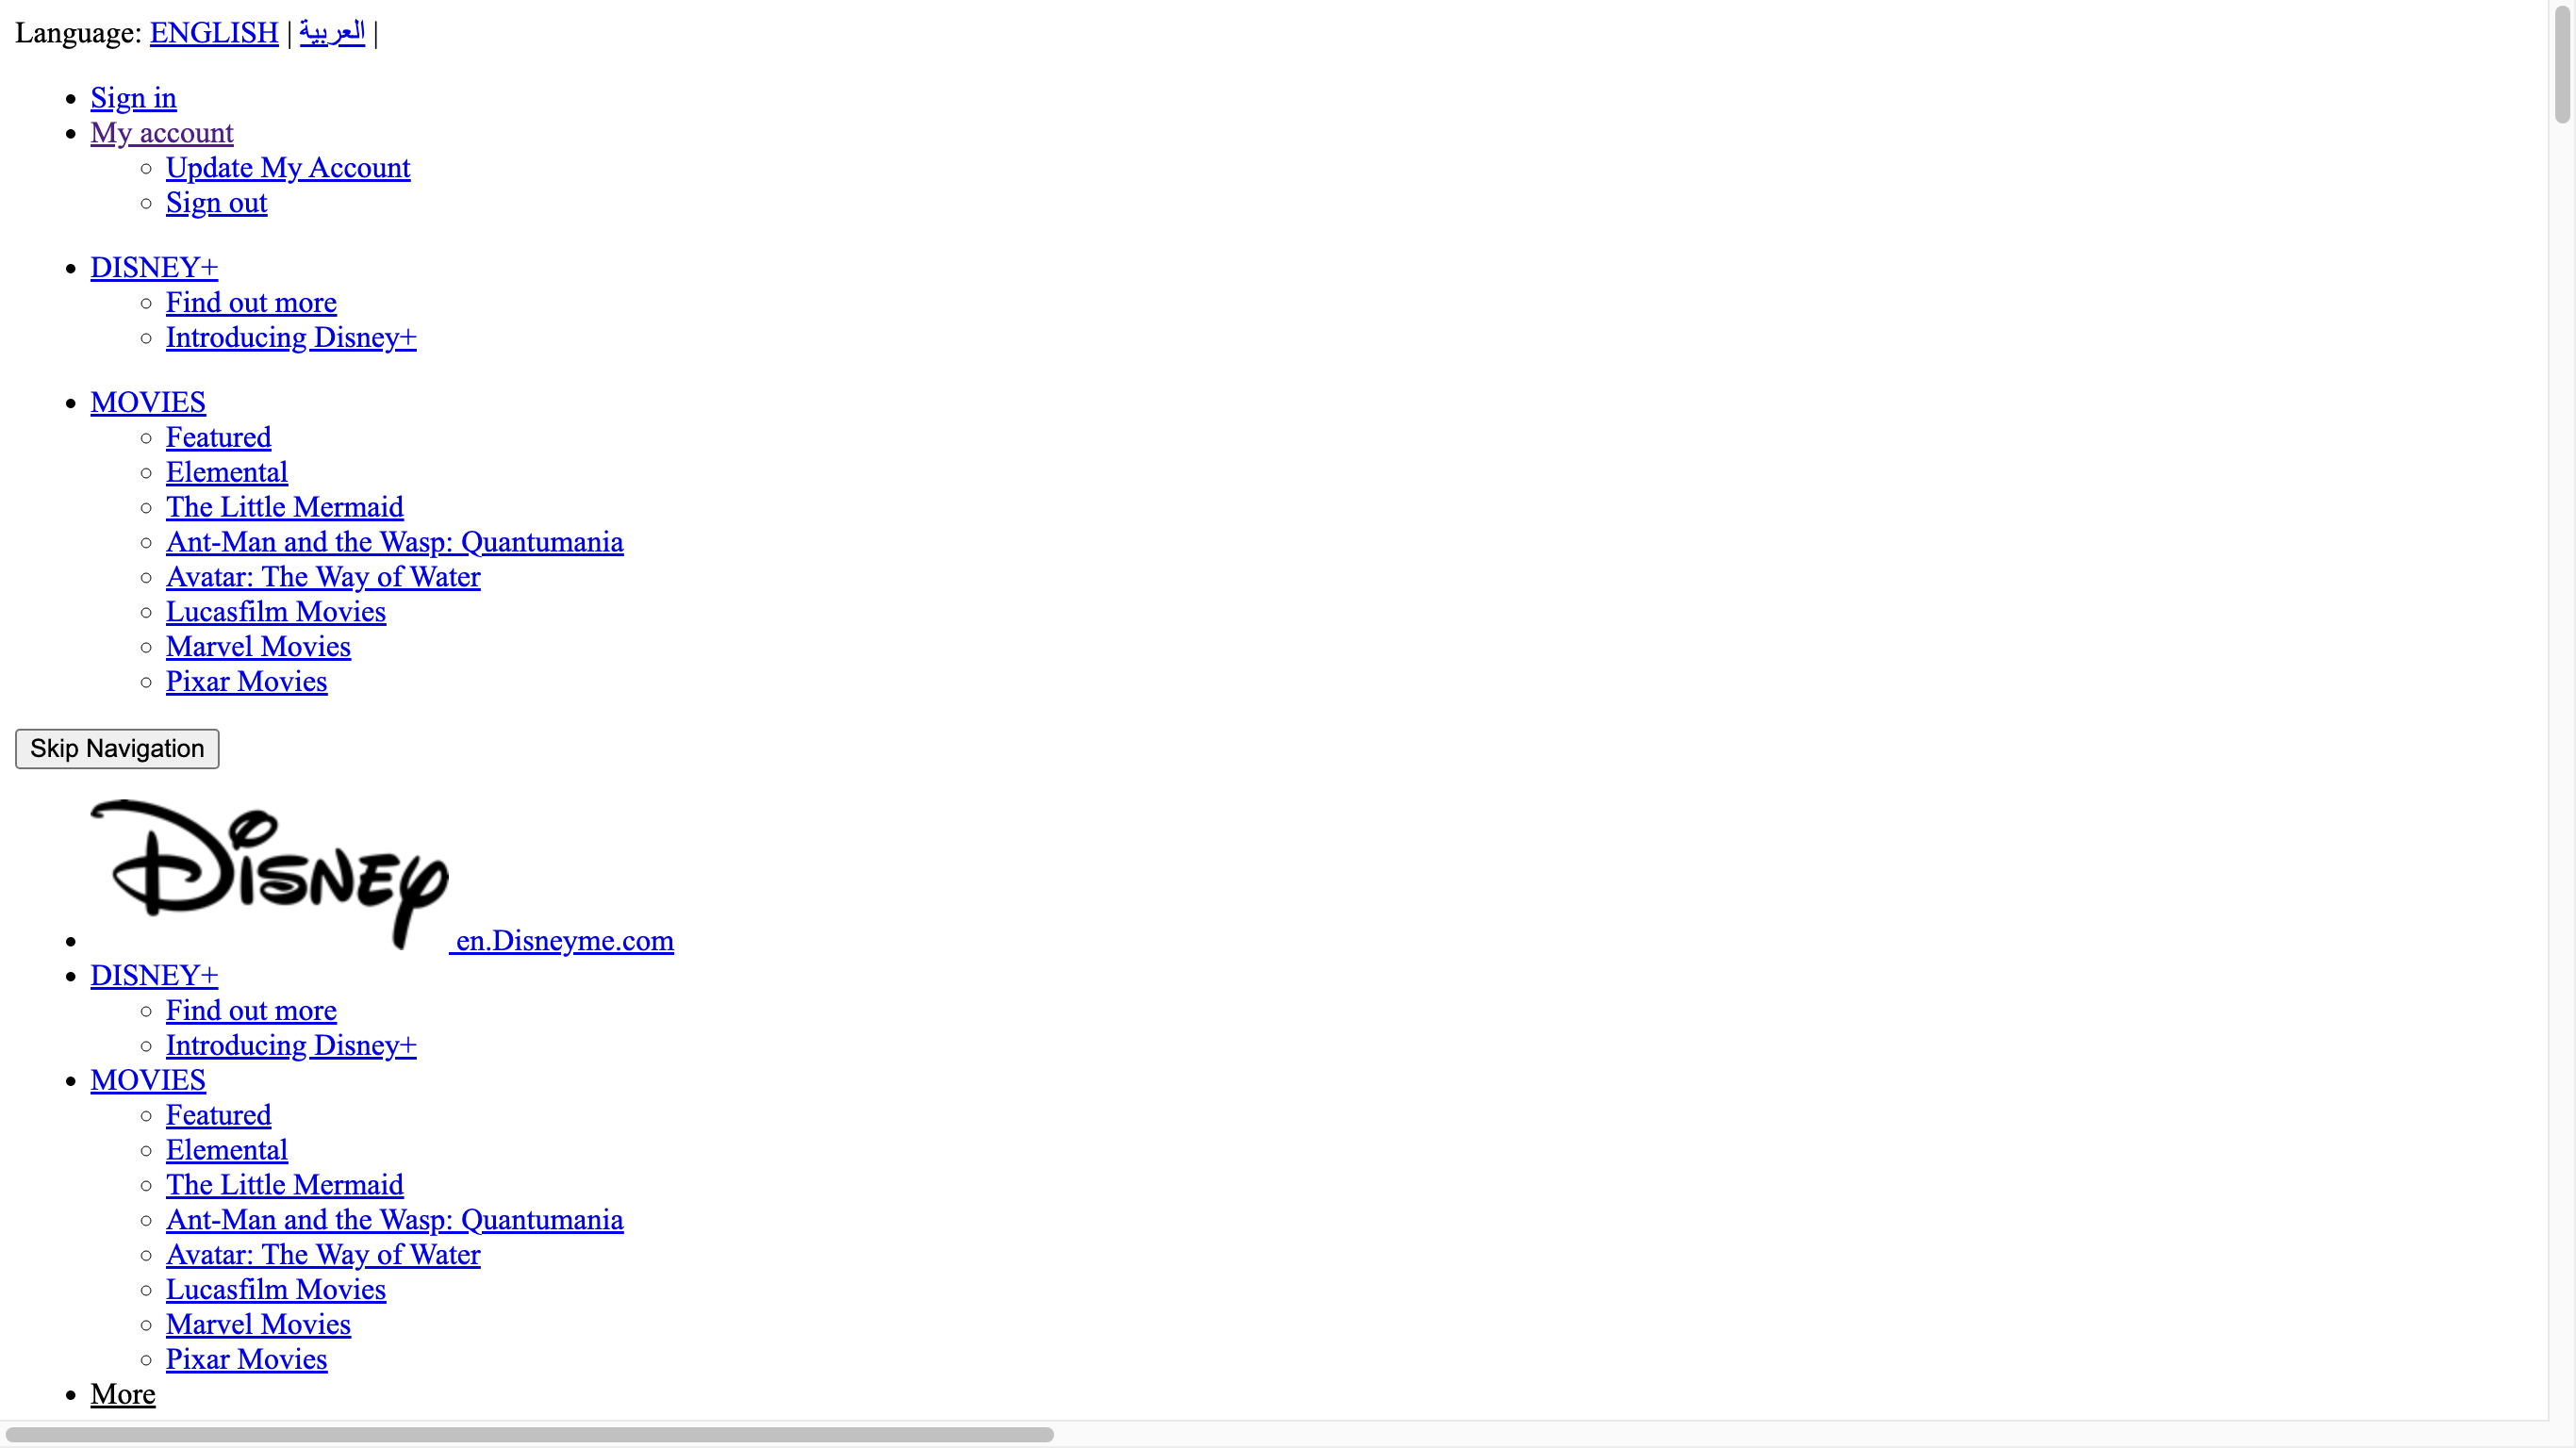 Language: ENGLISH | العربية |
Sign in
My account
Update My Account
Sign out
DISNEY+
Find out more
Introducing Disney+
MOVIES
Featured
Elemental
The Little Mermaid
Ant-Man and the Wasp: Quantumania
Avatar: The Way of Water
Lucasfilm Movies
Marvel Movies
Pixar Movies
Skip Navigation
Disney en.Disneyme.com
DISNEY+
Find out more
Introducing Disney+
MOVIES
Featured
Elemental
The Little Mermaid
Ant-Man and the Wasp: Quantumania
Avatar: The Way of Water
Lucasfilm Movies
Marvel Movies
Pixar Movies
More